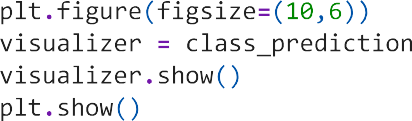 plt.figure(figsize=(10,6))
visualizer = class_prediction
visualizer.show()
plt.show()